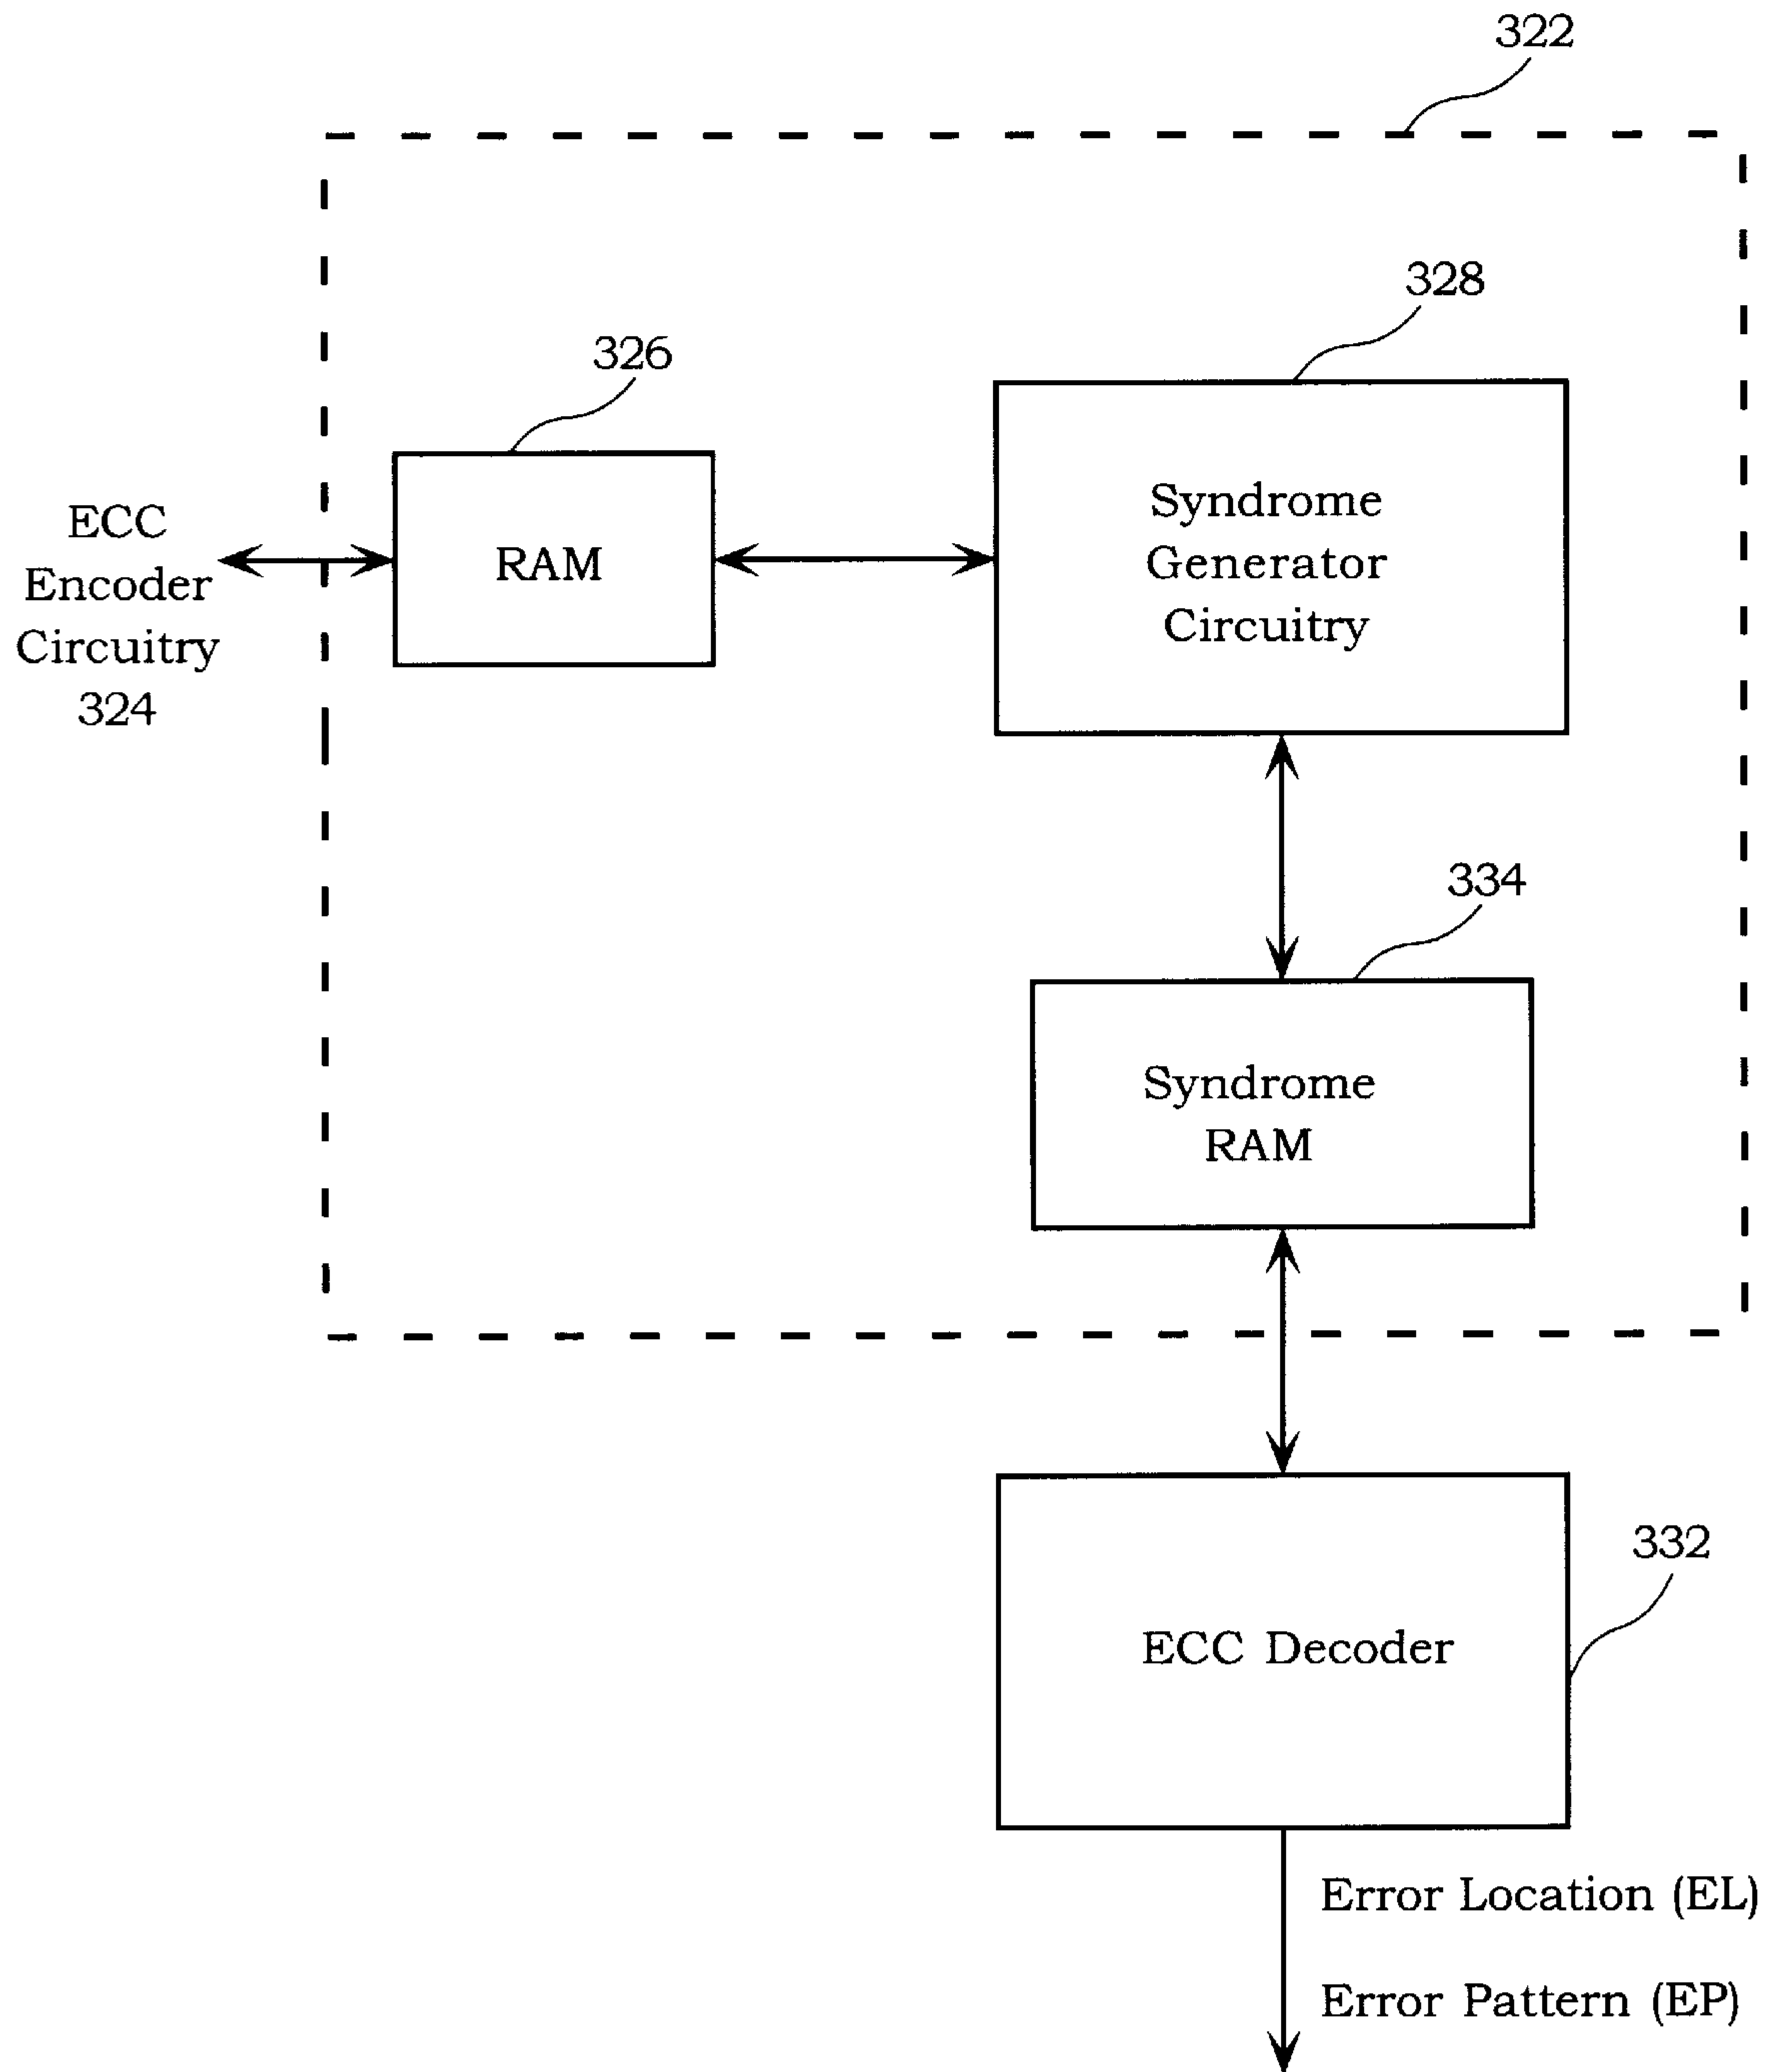 322
328
326
Syndrome
Generator
Circuitry
ECC
Encoder
Circuitry
324
RAM
334
Syndrome
RAM
332
ECC Decoder
Error Location (EL)
Error Pattern (EP)